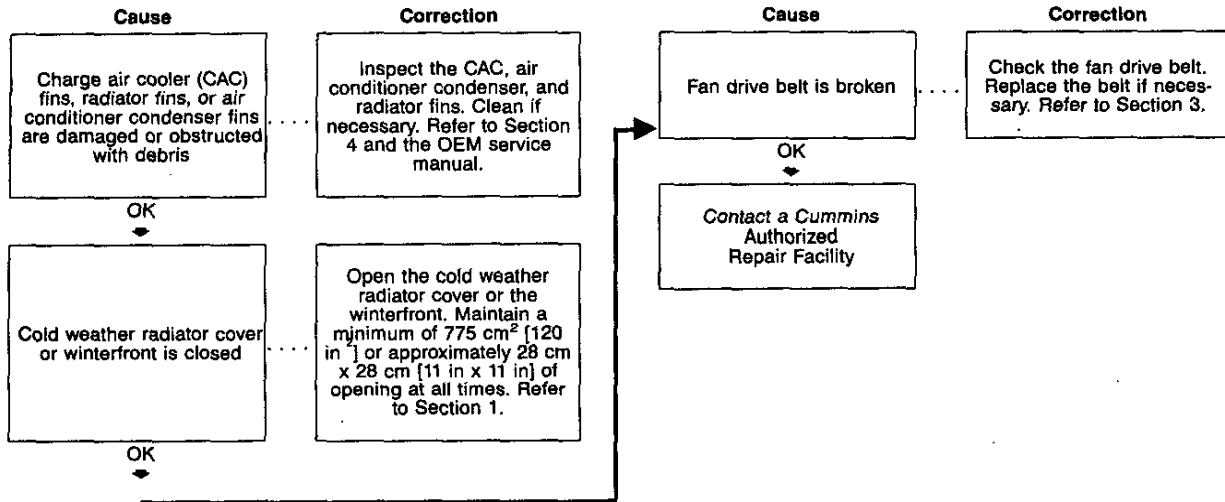 Cause
Correction
Charge air cooler (CAC)
fins, radiator fins, or air
conditioner condenser fins
are damaged or obstructed
with debris
Inspect the CAC, air
conditioner condenser, and
radiator fins. Clean if
necessary. Refer to Section
4 and the OEM service
manual.
OK
Cold weather radiator cover
or winterfront is closed
Open the cold weather
radiator cover or the
winterfront. Maintain a
minimum of 775 cm² [120
in ²] or approximately 28 cm
x 28 cm [11 in x 11 in] of
opening at all times. Refer
to Section 1.
OK
Cause
Correction
Fan drive belt is broken
Check the fan drive belt.
Replace the belt if neces-
sary. Refer to Section 3.
OK
Contact a Cummins
Authorized
Repair Facility